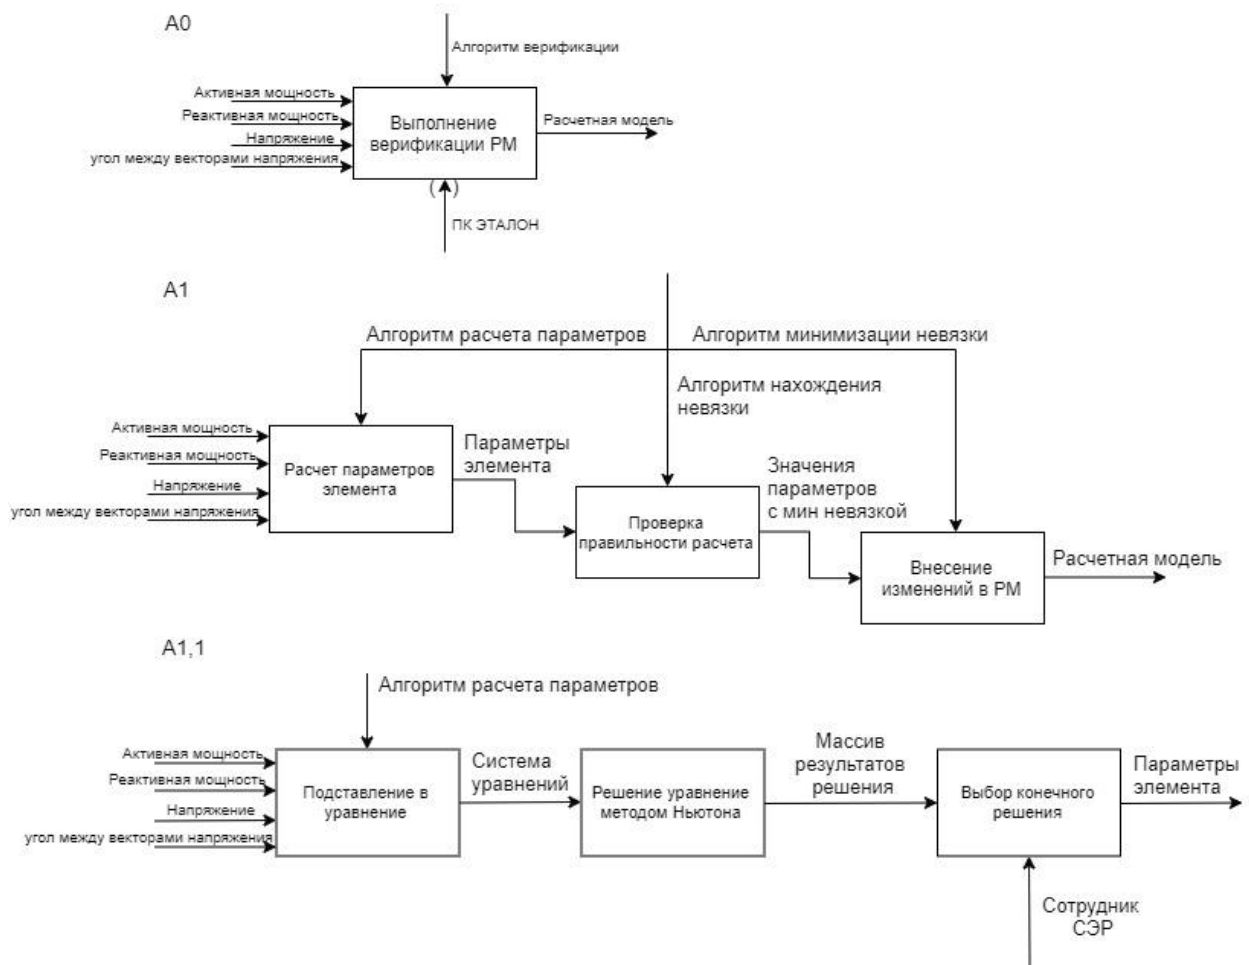 A0
Алгоритм верификации
Активная мощность
Реактивная мощность
Напряжение
угол между векторами напряжения
Выполнение
верификации РМ
Расчетная модель
( )
ПК ЭТАЛОН
A1
Алгоритм расчета параметров
Алгоритм минимизации невязки
Алгоритм нахождения
невязки
Активная мощность
Реактивная мощность
Напряжение
угол между векторами напряжения
Расчет параметров
элемента
Параметры
элемента
Проверка
правильности расчета
Значения
параметров
с мин невязкой
Внесение
изменений в РМ
Расчетная модель
A1,1
Алгоритм расчета параметров
Активная мощность
Реактивная мощность
Напряжение
угол между векторами напряжения
Подставление в
уравнение
Система
уравнений
Решение уравнение
методом Ньютона
Массив
результатов
решения
Выбор конечного
решения
Параметры
элемента
Сотрудник
СЭР